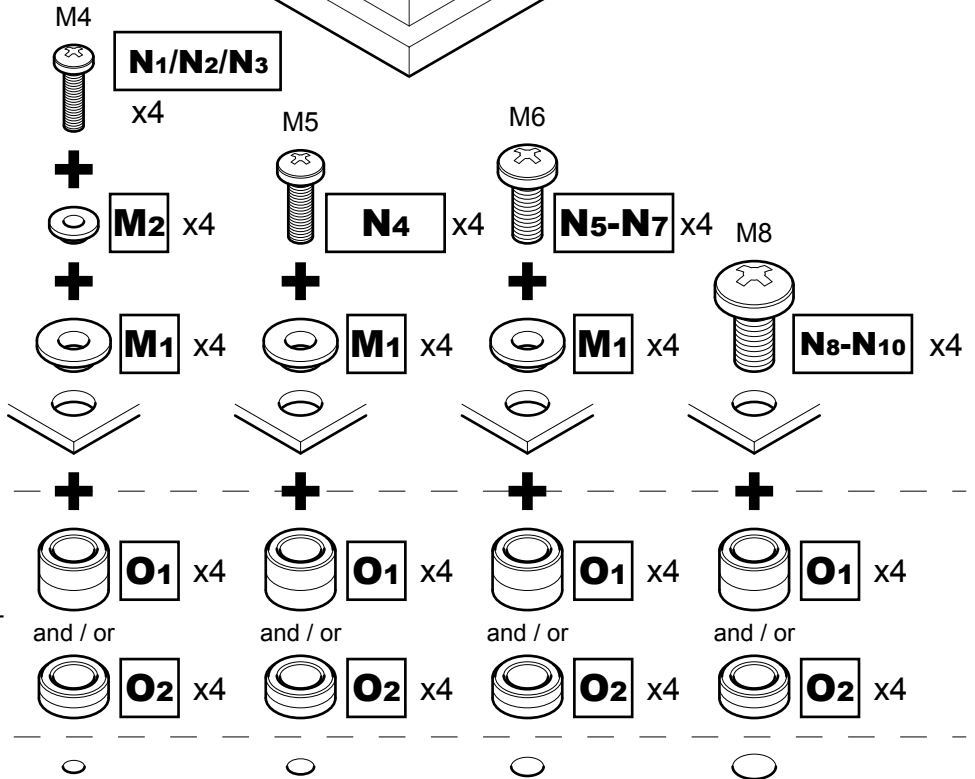 M4
N1/N2/N3
x4
M5
M6
M2 x4
N4 x4
N5-N7 x4
M8
M1 x4
M1 x4
M1 x4
N8-N10 x4
O1 x4
O1 x4
O1 x4
O1 x4
and / or
and / or
and / or
and / or
O2 x4
O2 x4
O2 x4
O2 x4